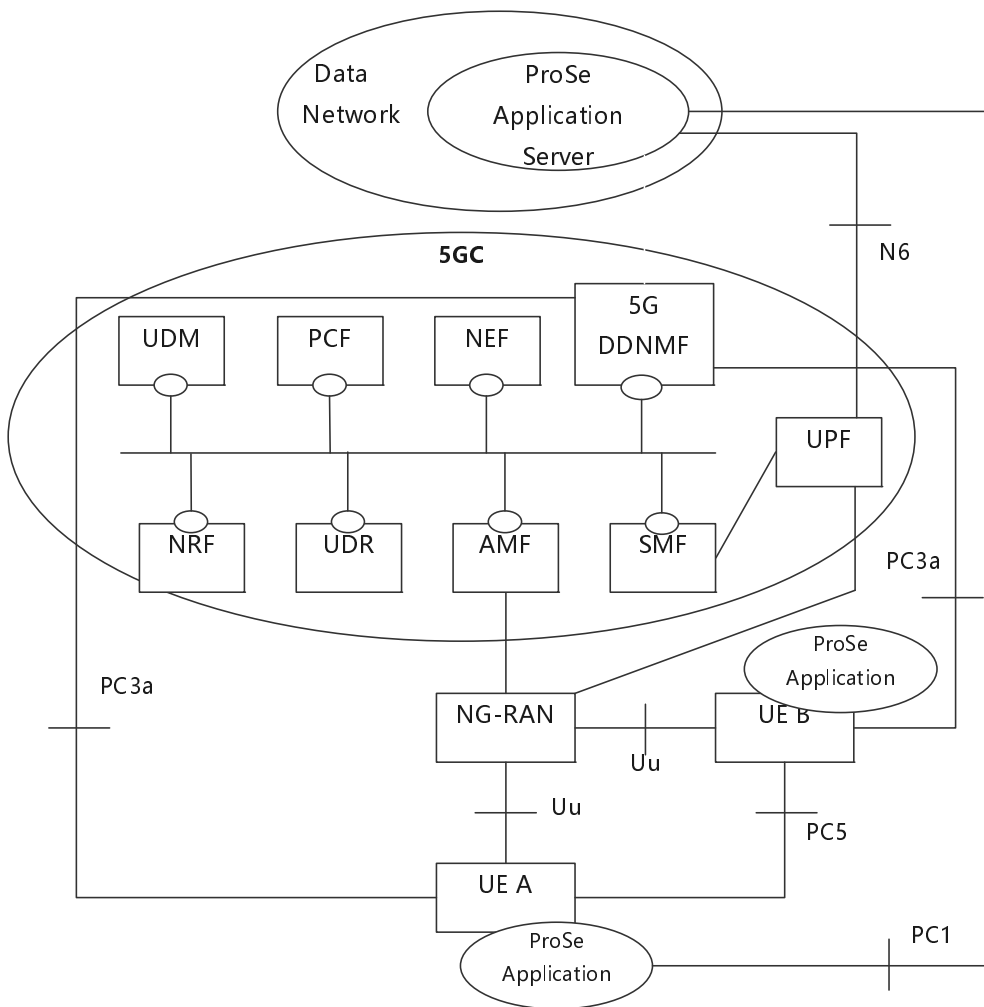 Data
Network
ProSe
Application
Server
N6
5GC
UDM
PCF
NEF
5G
DDNMF
UPF
NRF
UDR
AMF
SMF
PC3a
PC3a
ProSe
Application
NG-RAN
UE B
Uu
Uu
PC5
UE A
ProSe
Application
PC1